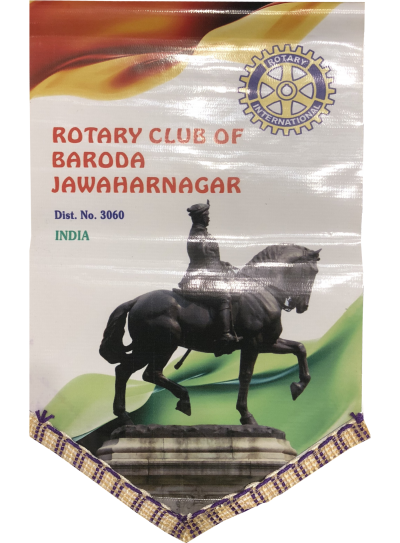 ROTARY
INTERNATIONAL
ROTARY CLUB OF
BARODA
JAWAHARNAGAR
Dist. No. 3060
INDIA